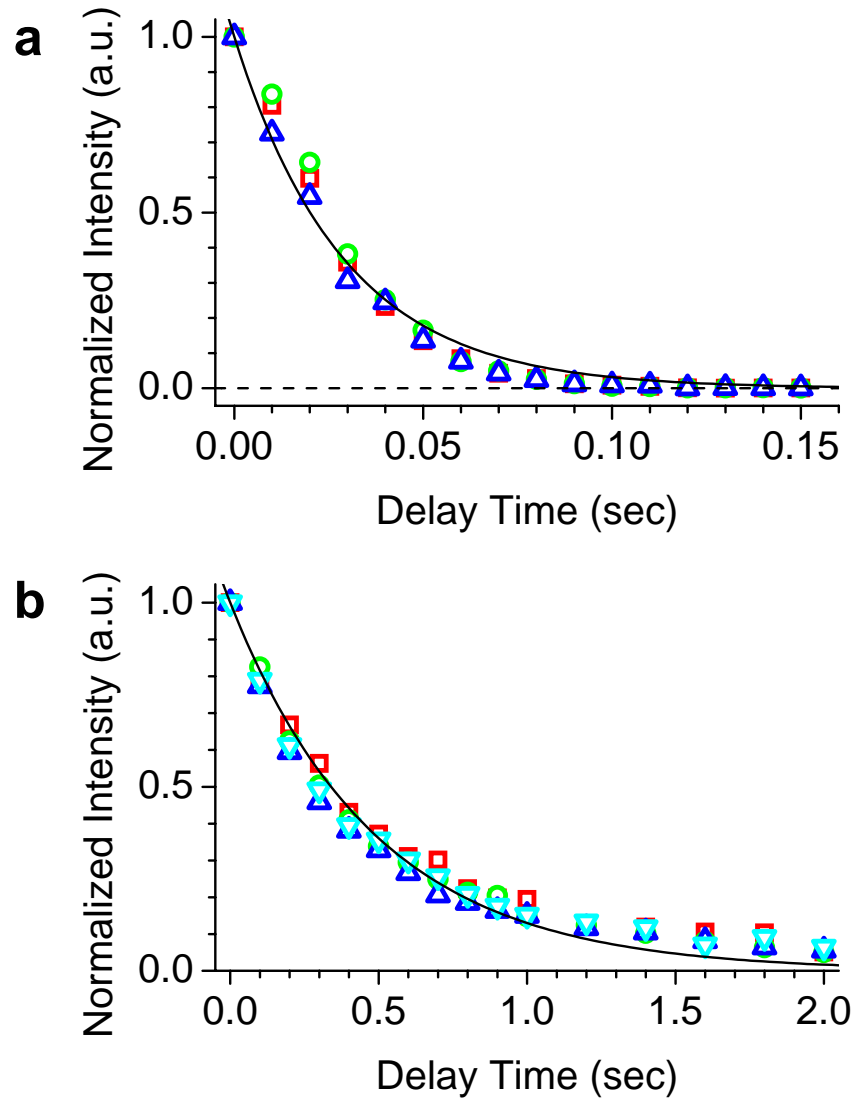 a
Normalized Intensity (a.u.)
1.0
0.5
0.0
0.00 0.05 0.10 0.15
Delay Time (sec)
b
Normalized Intensity (a.u.)
1.0
0.5
0.0
0.0 0.5 1.0 1.5 2.0
Delay Time (sec)